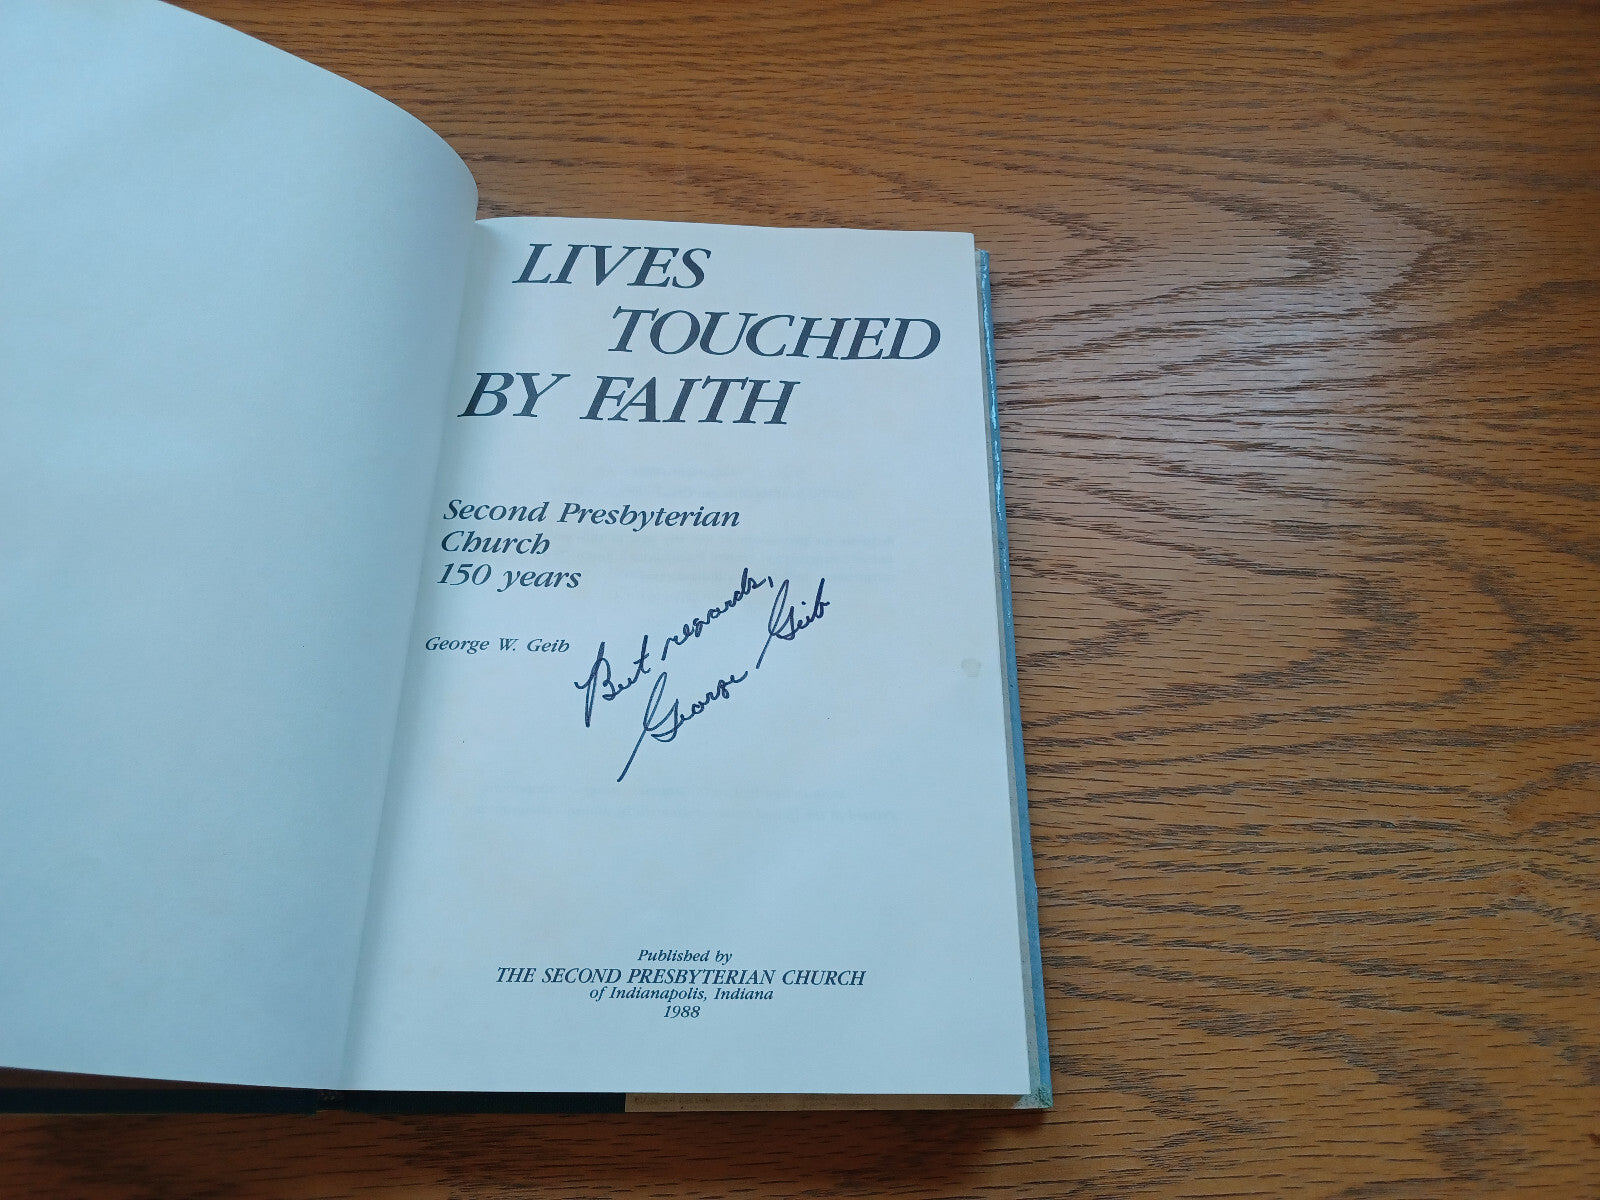 LIVES
TOUCHED
BY FAITH
Second Presbyterian
Church
150 years
George W. Geib
Best regards,
George Geib
Published by
THE SECOND PRESBYTERIAN CHURCH
of Indianapolis, Indiana
1988